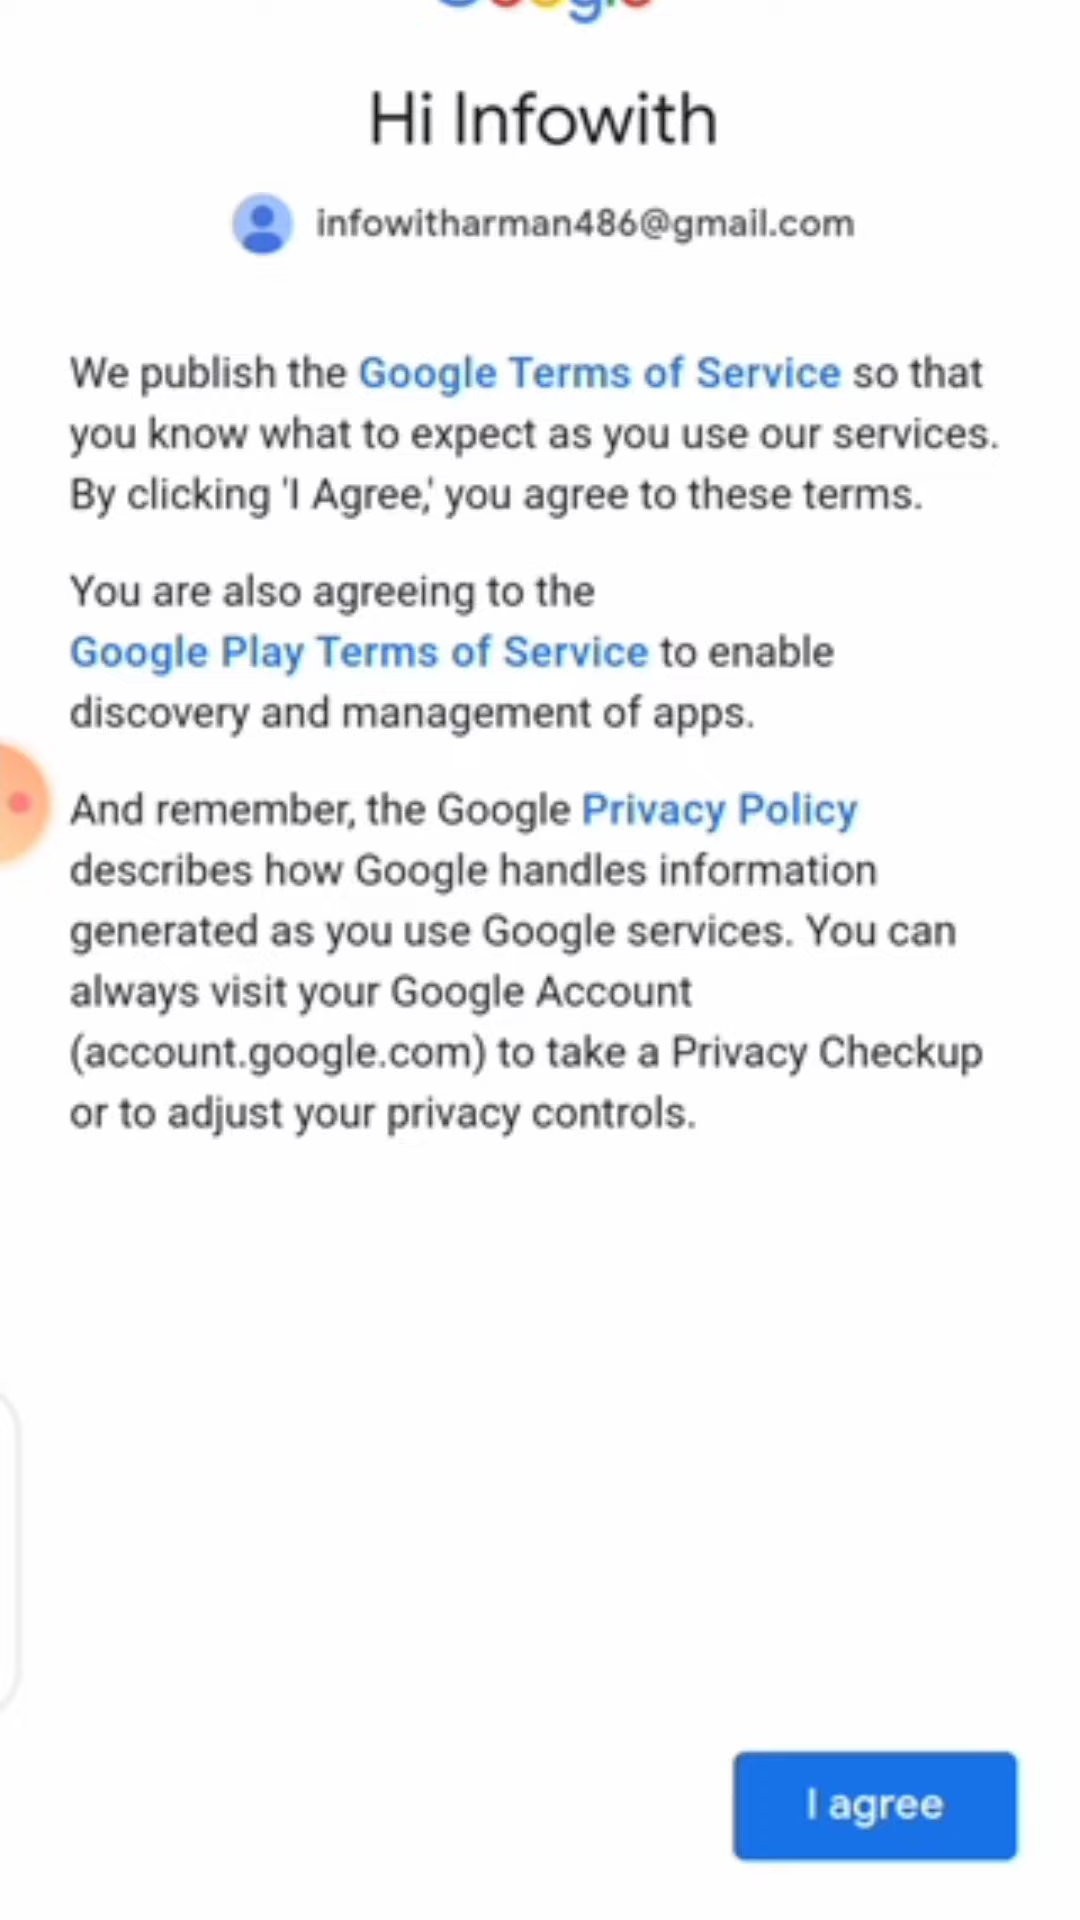 Google
Hi Infowith
infowitharman486@gmail.com
We publish the Google Terms of Service so that
you know what to expect as you use our services.
By clicking 'I Agree,' you agree to these terms.
You are also agreeing to the
Google Play Terms of Service to enable
discovery and management of apps.
And remember, the Google Privacy Policy
describes how Google handles information
generated as you use Google services. You can
always visit your Google Account
(account.google.com) to take a Privacy Checkup
or to adjust your privacy controls.
I agree